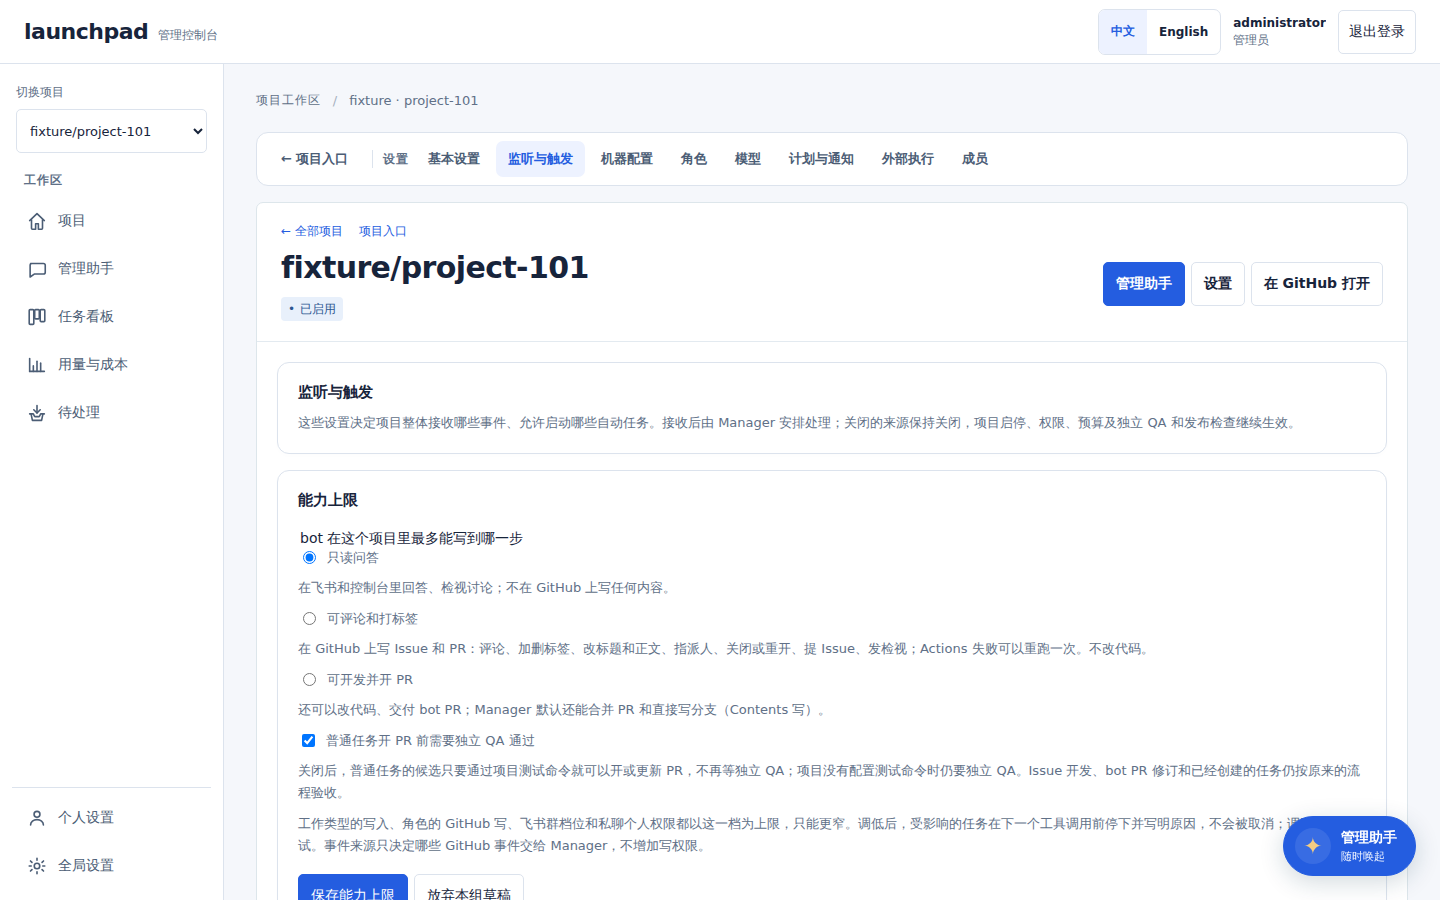 launchpad 管理控制台
中文 English administrator 管理员 退出登录
切换项目
fixture/project-101
工作区
项目
管理助手
任务看板
用量与成本
待处理
个人设置
全局设置
项目工作区 / fixture · project-101
← 项目入口 设置 基本设置 监听与触发 机器配置 角色 模型 计划与通知 外部执行 成员
← 全部项目 项目入口
fixture/project-101
• 已启用
管理助手 设置 在 GitHub 打开
监听与触发
这些设置决定项目整体接收哪些事件、允许启动哪些自动任务。接收后由 Manager 安排处理；关闭的来源保持关闭，项目启停、权限、预算及独立 QA 和发布检查继续生效。
能力上限
bot 在这个项目里最多能写到哪一步
只读问答
在飞书和控制台里回答、检视讨论；不在 GitHub 上写任何内容。
可评论和打标签
在 GitHub 上写 Issue 和 PR：评论、加删标签、改标题和正文、指派人、关闭或重开、提 Issue、发检视；Actions 失败可以重跑一次。不改代码。
可开发并开 PR
还可以改代码、交付 bot PR；Manager 默认还能合并 PR 和直接写分支（Contents 写）。
普通任务开 PR 前需要独立 QA 通过
关闭后，普通任务的候选只要通过项目测试命令就可以开或更新 PR，不再等独立 QA；项目没有配置测试命令时仍要独立 QA。Issue 开发、bot PR 修订和已经创建的任务仍按原来的流
程验收。
工作类型的写入、角色的 GitHub 写、飞书群档位和私聊个人权限都以这一档为上限，只能更窄。调低后，受影响的任务在下一个工具调用前停下并写明原因，不会被取消；
试。事件来源只决定哪些 GitHub 事件交给 Manager，不增加写权限。
保存能力上限 放弃本组草稿
管理助手
随时唤起